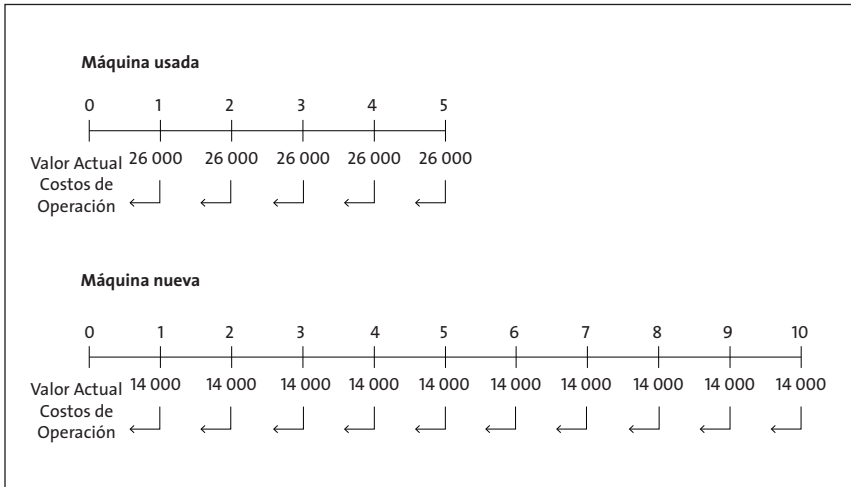 Máquina usada
0 1 2 3 4 5
Valor Actual 26 000 26 000 26 000 26 000 26 000
Costos de
Operación
Máquina nueva
0 1 2 3 4 5 6 7 8 9 10
Valor Actual 14 000 14 000 14 000 14 000 14 000 14 000 14 000 14 000 14 000 14 000
Costos de
Operación